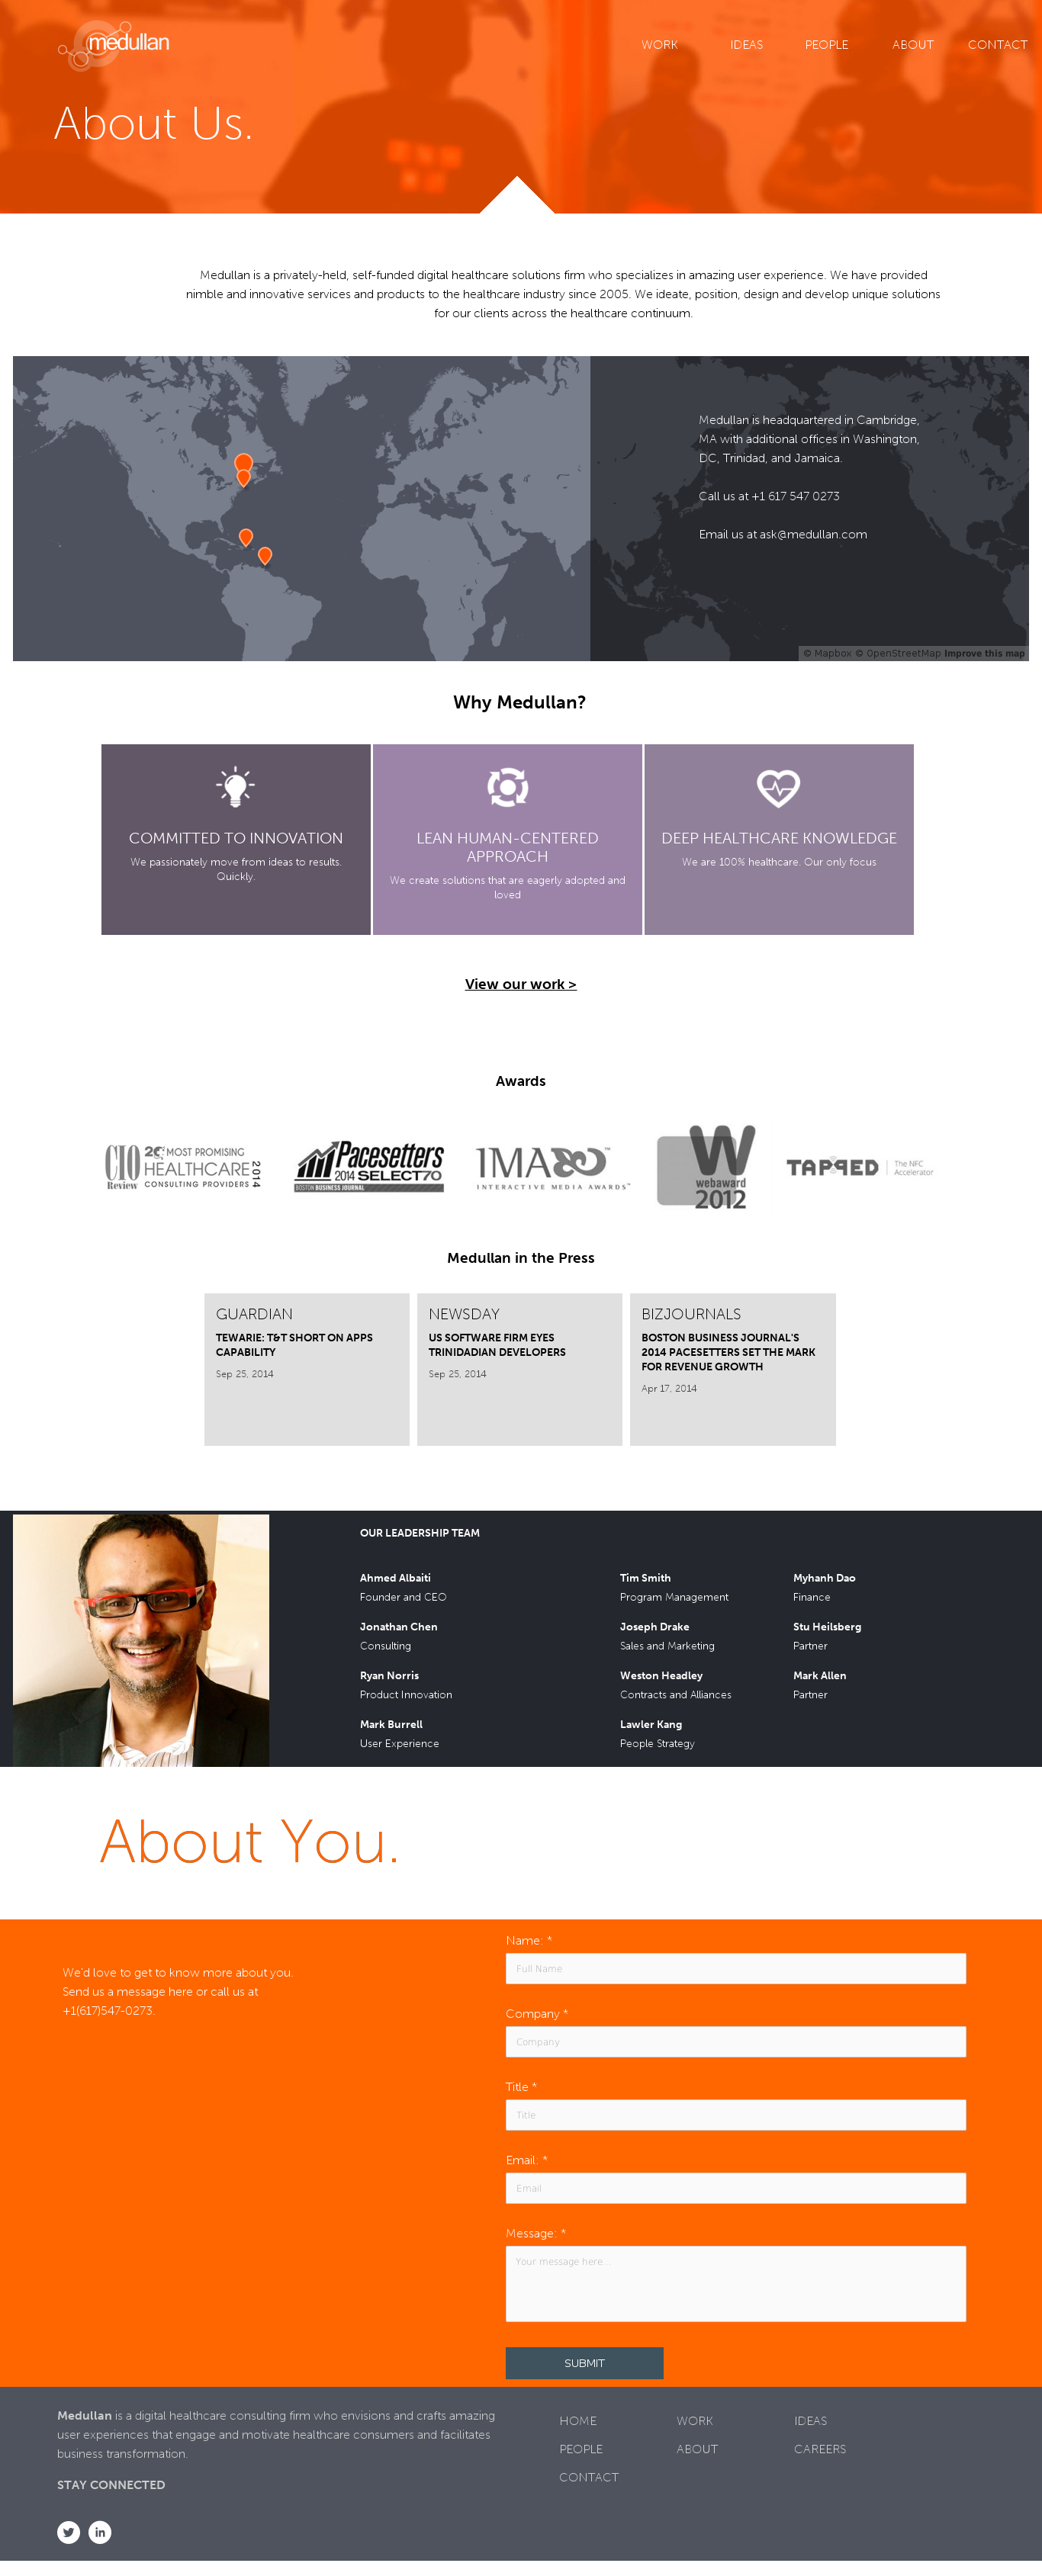 medullan
WORK IDEAS PEOPLE ABOUT CONTACT
About Us.
Medullan is a privately-held, self-funded digital healthcare solutions firm who specializes in amazing user experience. We have provided
nimble and innovative services and products to the healthcare industry since 2005. We ideate, position, design and develop unique solutions
for our clients across the healthcare continuum.
Medullan is headquartered in Cambridge,
MA with additional offices in Washington,
DC, Trinidad, and Jamaica.
Call us at +1 617 547 0273
Email us at ask@medullan.com
© Mapbox © OpenStreetMap Improve this map
Why Medullan?
COMMITTED TO INNOVATION
We passionately move from ideas to results.
Quickly.
LEAN HUMAN-CENTERED
APPROACH
We create solutions that are eagerly adopted and
loved
DEEP HEALTHCARE KNOWLEDGE
We are 100% healthcare. Our only focus
View our work >
Awards
CIO Review 20 MOST PROMISING
HEALTHCARE
CONSULTING PROVIDERS 2014
Pacesetters
2014 SELECT70
BOSTON BUSINESS JOURNAL
IMA™
INTERACTIVE MEDIA AWARDS™
W
webaward
2012
TAPPED The NFC
Accelerator
Medullan in the Press
GUARDIAN
TEWARIE: T&T SHORT ON APPS
CAPABILITY
Sep 25, 2014
NEWSDAY
US SOFTWARE FIRM EYES
TRINIDADIAN DEVELOPERS
Sep 25, 2014
BIZJOURNALS
BOSTON BUSINESS JOURNAL'S
2014 PACESETTERS SET THE MARK
FOR REVENUE GROWTH
Apr 17, 2014
OUR LEADERSHIP TEAM
Ahmed Albaiti
Founder and CEO
Jonathan Chen
Consulting
Ryan Norris
Product Innovation
Mark Burrell
User Experience
Tim Smith
Program Management
Joseph Drake
Sales and Marketing
Weston Headley
Contracts and Alliances
Lawler Kang
People Strategy
Myhanh Dao
Finance
Stu Heilsberg
Partner
Mark Allen
Partner
About You.
We'd love to get to know more about you.
Send us a message here or call us at
+1(617)547-0273.
Name: *
Full Name
Company *
Company
Title *
Title
Email: *
Email
Message: *
Your message here...
SUBMIT
Medullan is a digital healthcare consulting firm who envisions and crafts amazing
user experiences that engage and motivate healthcare consumers and facilitates
business transformation.
STAY CONNECTED
HOME WORK IDEAS
PEOPLE ABOUT CAREERS
CONTACT